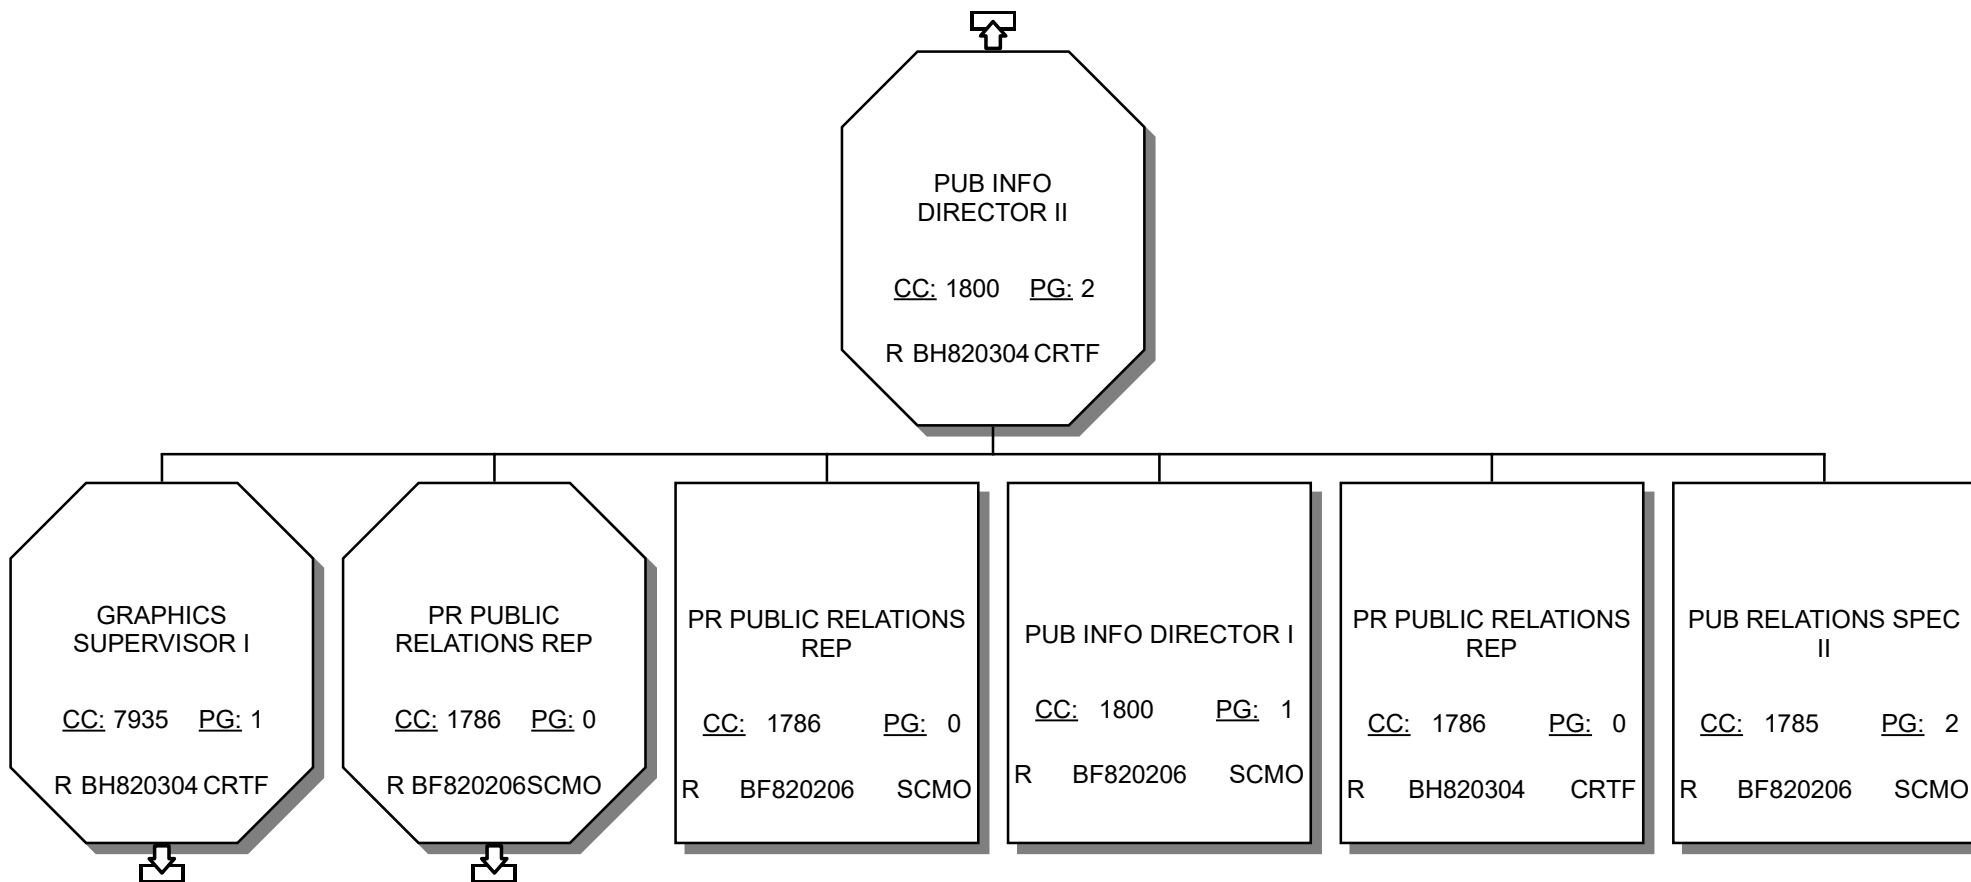 PUB INFO
DIRECTOR II
CC: 1800 PG: 2
R BH820304 CRTF
GRAPHICS
SUPERVISOR I
CC: 7935 PG: 1
R BH820304 CRTF
PR PUBLIC
RELATIONS REP
CC: 1786 PG: 0
R BF820206 SCMO
PR PUBLIC RELATIONS
REP
CC: 1786 PG: 0
R BF820206 SCMO
PUB INFO DIRECTOR I
CC: 1800 PG: 1
R BF820206 SCMO
PR PUBLIC RELATIONS
REP
CC: 1786 PG: 0
R BH820304 CRTF
PUB RELATIONS SPEC
II
CC: 1785 PG: 2
R BF820206 SCMO